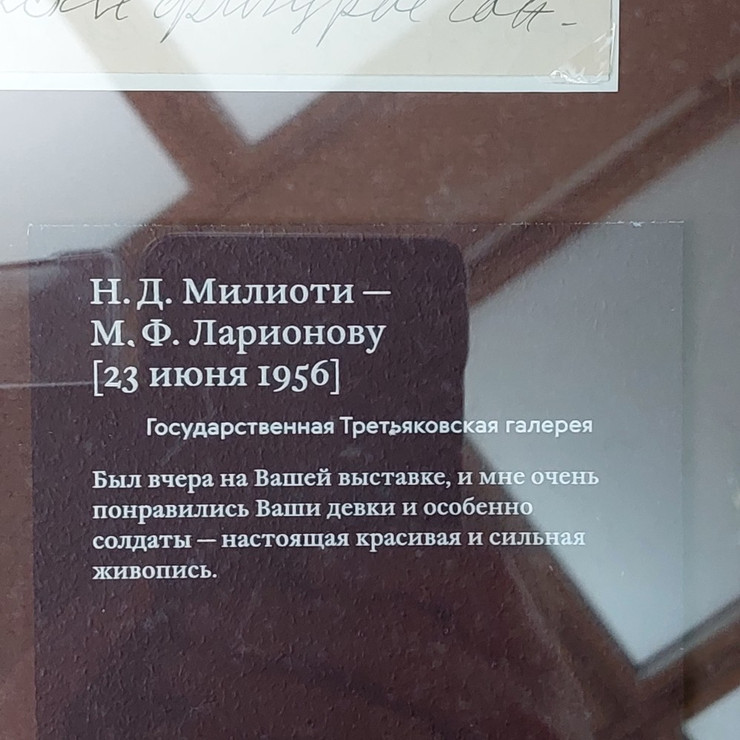 Н. Д. Милиоти —
М. Ф. Ларионову
[23 июня 1956]
Государственная Третьяковская галерея
Был вчера на Вашей выставке, и мне очень
понравились Ваши девки и особенно
солдаты — настоящая красивая и сильная
живопись.